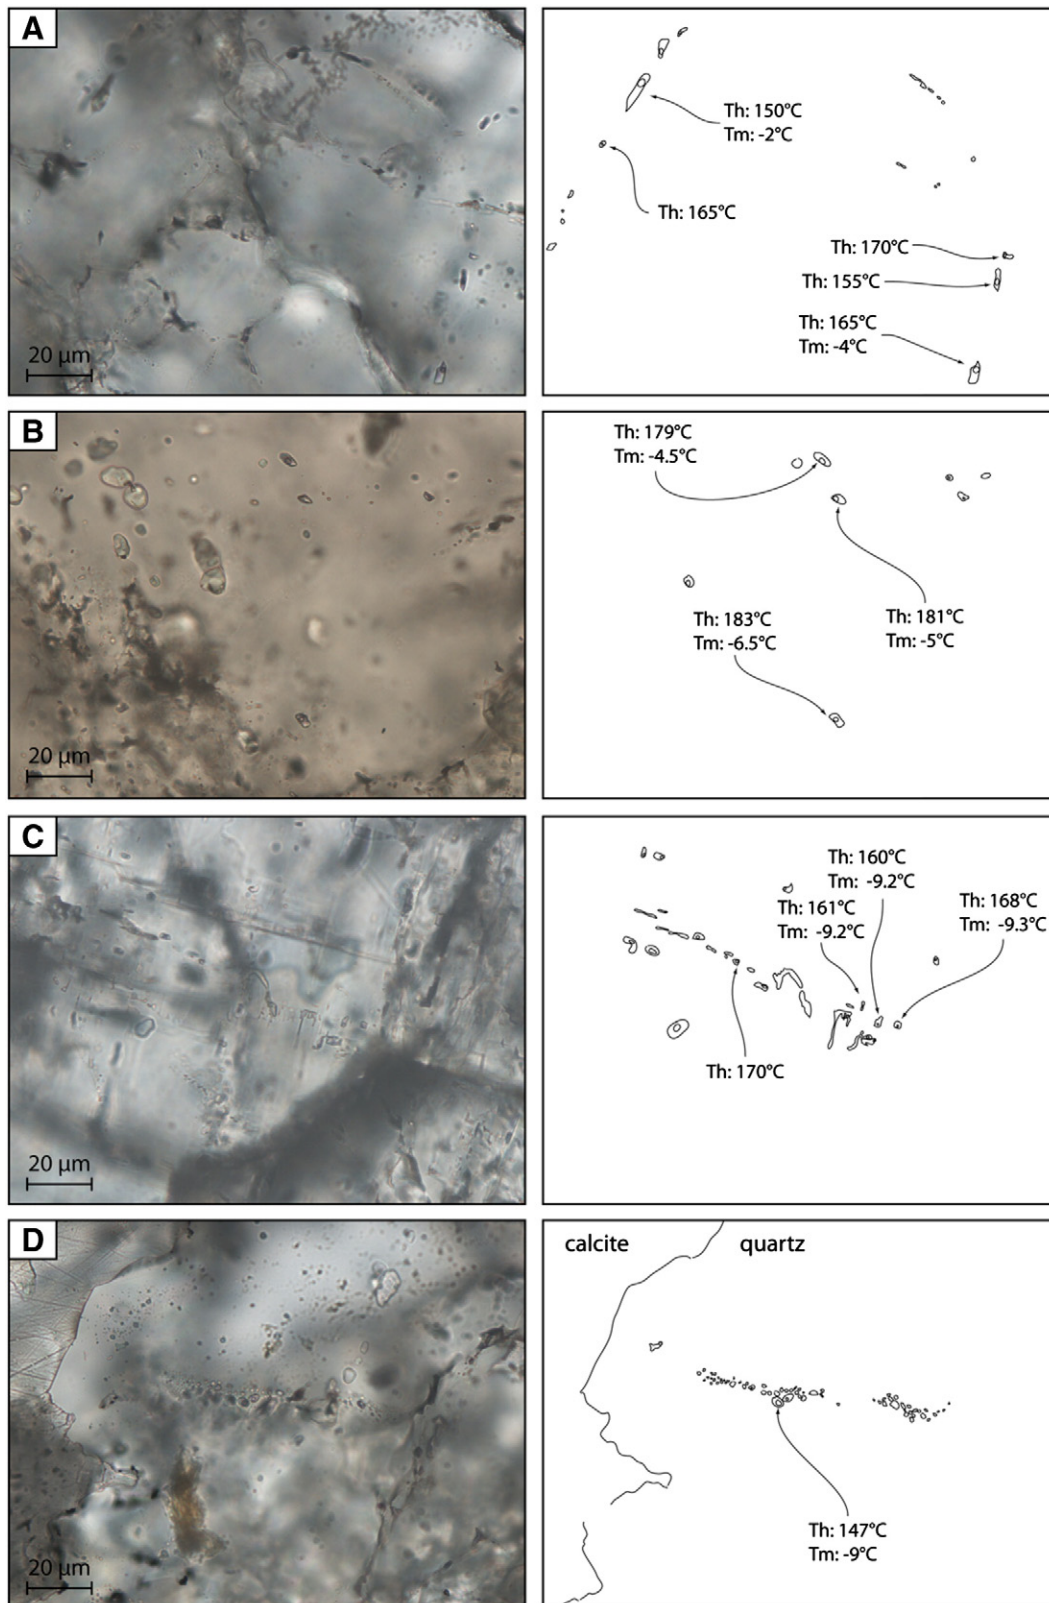 A
20 µm
Th: 150°C
Tm: -2°C
Th: 165°C
Th: 170°C
Th: 155°C
Th: 165°C
Tm: -4°C
B
20 µm
Th: 179°C
Tm: -4.5°C
Th: 183°C
Tm: -6.5°C
Th: 181°C
Tm: -5°C
C
20 µm
Th: 160°C
Tm: -9.2°C
Th: 161°C
Tm: -9.2°C
Th: 168°C
Tm: -9.3°C
Th: 170°C
D
20 µm
calcite quartz
Th: 147°C
Tm: -9°C